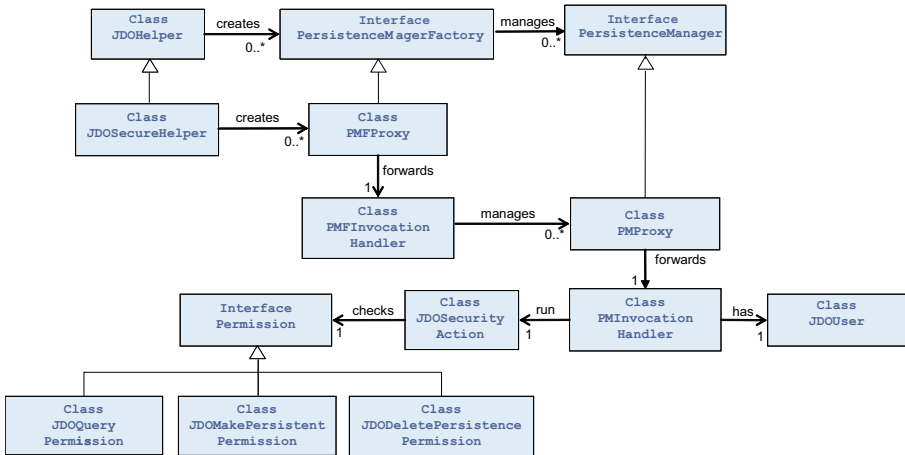 Class
JDOHelper
creates
0..*
Interface
PersistenceMagerFactory
manages
0..*
Interface
PersistenceManager
Class
JDOSecureHelper
creates
0..*
Class
PMFProxy
forwards
1
Class
PMFInvocation
Handler
manages
0..*
Class
PMProxy
forwards
1
Interface
Permission
checks
1
Class
JDOSecurity
Action
run
1
Class
PMInvocation
Handler
has
1
Class
JDOUser
Class
JDOQuery
Permission
Class
JDOMakePersistent
Permission
Class
JDODeletePersistence
Permission